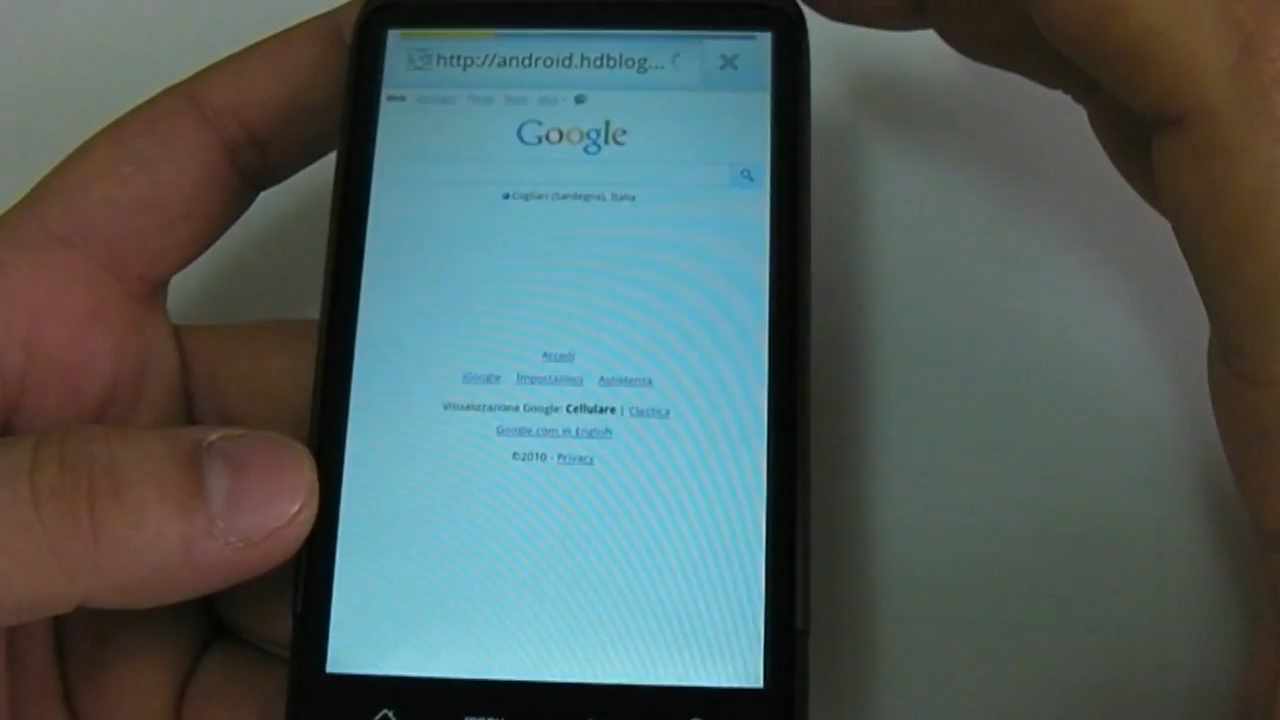 http://android.hdblog...
Web
Google
Cagliari (Sardegna), Italia
Accedi
iGoogle Impostazioni Assistenza
Visualizzazione Google: Cellulare | Classica
Google.com in English
©2010 - Privacy